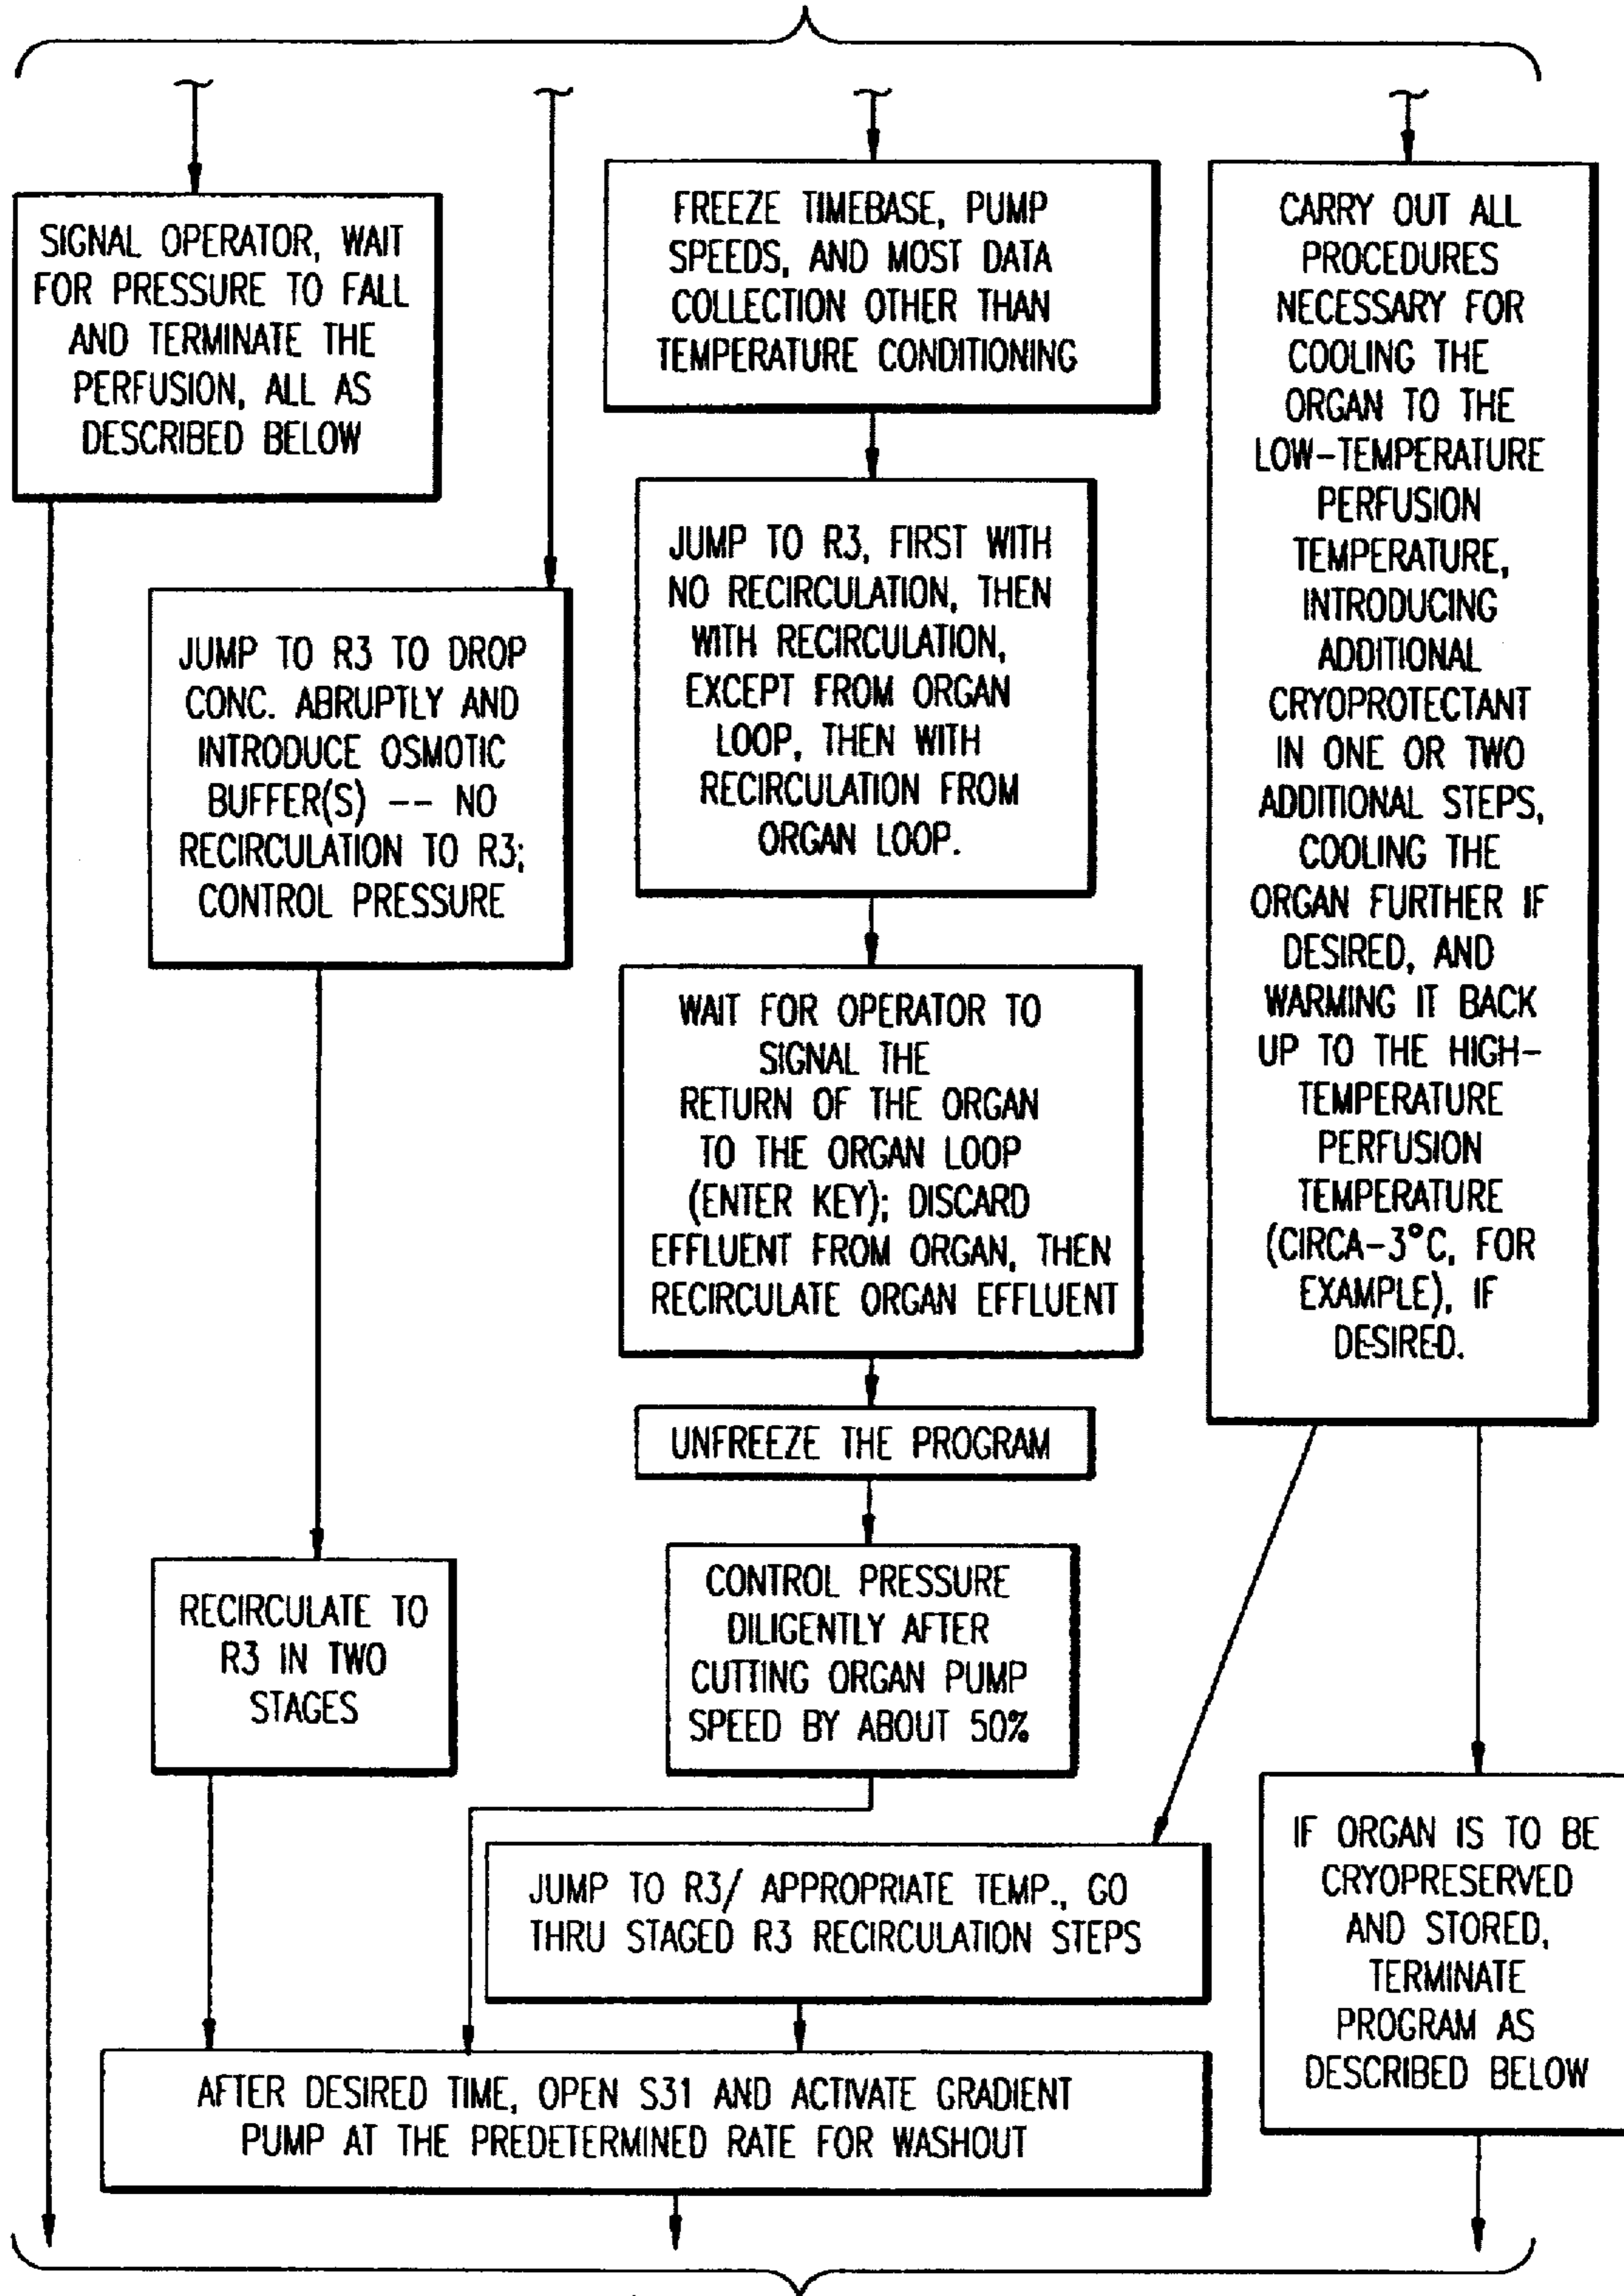 SIGNAL OPERATOR, WAIT
FOR PRESSURE TO FALL
AND TERMINATE THE
PERFUSION, ALL AS
DESCRIBED BELOW
JUMP TO R3 TO DROP
CONC. ABRUPTLY AND
INTRODUCE OSMOTIC
BUFFER(S) -- NO
RECIRCULATION TO R3;
CONTROL PRESSURE
RECIRCULATE TO
R3 IN TWO
STAGES
FREEZE TIMEBASE, PUMP
SPEEDS, AND MOST DATA
COLLECTION OTHER THAN
TEMPERATURE CONDITIONING
JUMP TO R3, FIRST WITH
NO RECIRCULATION, THEN
WITH RECIRCULATION,
EXCEPT FROM ORGAN
LOOP, THEN WITH
RECIRCULATION FROM
ORGAN LOOP.
WAIT FOR OPERATOR TO
SIGNAL THE
RETURN OF THE ORGAN
TO THE ORGAN LOOP
(ENTER KEY); DISCARD
EFFLUENT FROM ORGAN, THEN
RECIRCULATE ORGAN EFFLUENT
UNFREEZE THE PROGRAM
CONTROL PRESSURE
DILIGENTLY AFTER
CUTTING ORGAN PUMP
SPEED BY ABOUT 50%
CARRY OUT ALL
PROCEDURES
NECESSARY FOR
COOLING THE
ORGAN TO THE
LOW-TEMPERATURE
PERFUSION
TEMPERATURE,
INTRODUCING
ADDITIONAL
CRYOPROTECTANT
IN ONE OR TWO
ADDITIONAL STEPS,
COOLING THE
ORGAN FURTHER IF
DESIRED, AND
WARMING IT BACK
UP TO THE HIGH-
TEMPERATURE
PERFUSION
TEMPERATURE
(CIRCA-3°C, FOR
EXAMPLE), IF
DESIRED.
JUMP TO R3/ APPROPRIATE TEMP., GO
THRU STAGED R3 RECIRCULATION STEPS
IF ORGAN IS TO BE
CRYOPRESERVED
AND STORED,
TERMINATE
PROGRAM AS
DESCRIBED BELOW
AFTER DESIRED TIME, OPEN S31 AND ACTIVATE GRADIENT
PUMP AT THE PREDETERMINED RATE FOR WASHOUT